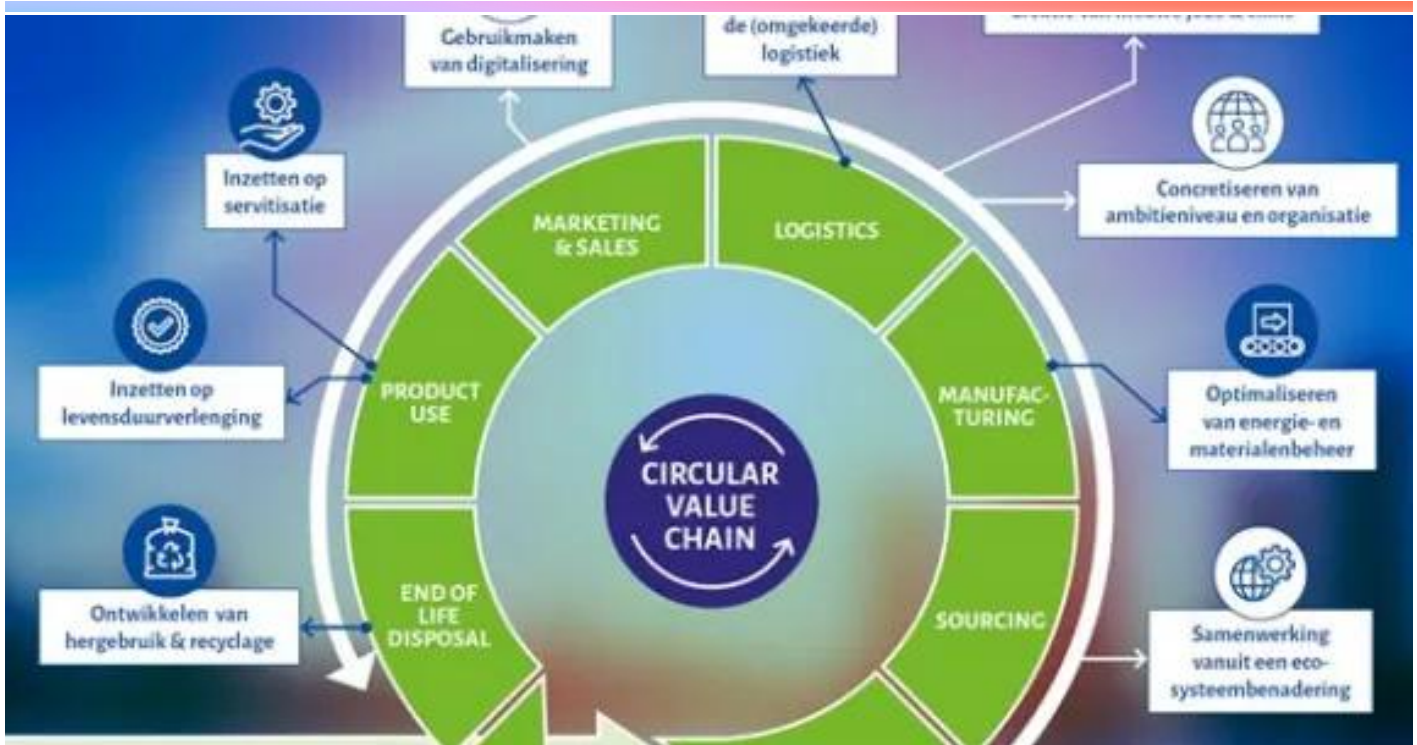 Gebruikmaken
van digitalisering
de (omgekeerde)
logistiek
Inzetten op
servitisatie
Concretiseren van
ambitieniveau en organisatie
MARKETING
& SALES
LOGISTICS
Inzetten op
levensduurverlenging
PRODUCT
USE
MANUFAC-
TURING
Optimaliseren
van energie- en
materialenbeheer
CIRCULAR
VALUE
CHAIN
Ontwikkelen van
hergebruik & recyclage
END OF
LIFE
DISPOSAL
SOURCING
Samenwerking
vanuit een eco-
systeembenadering